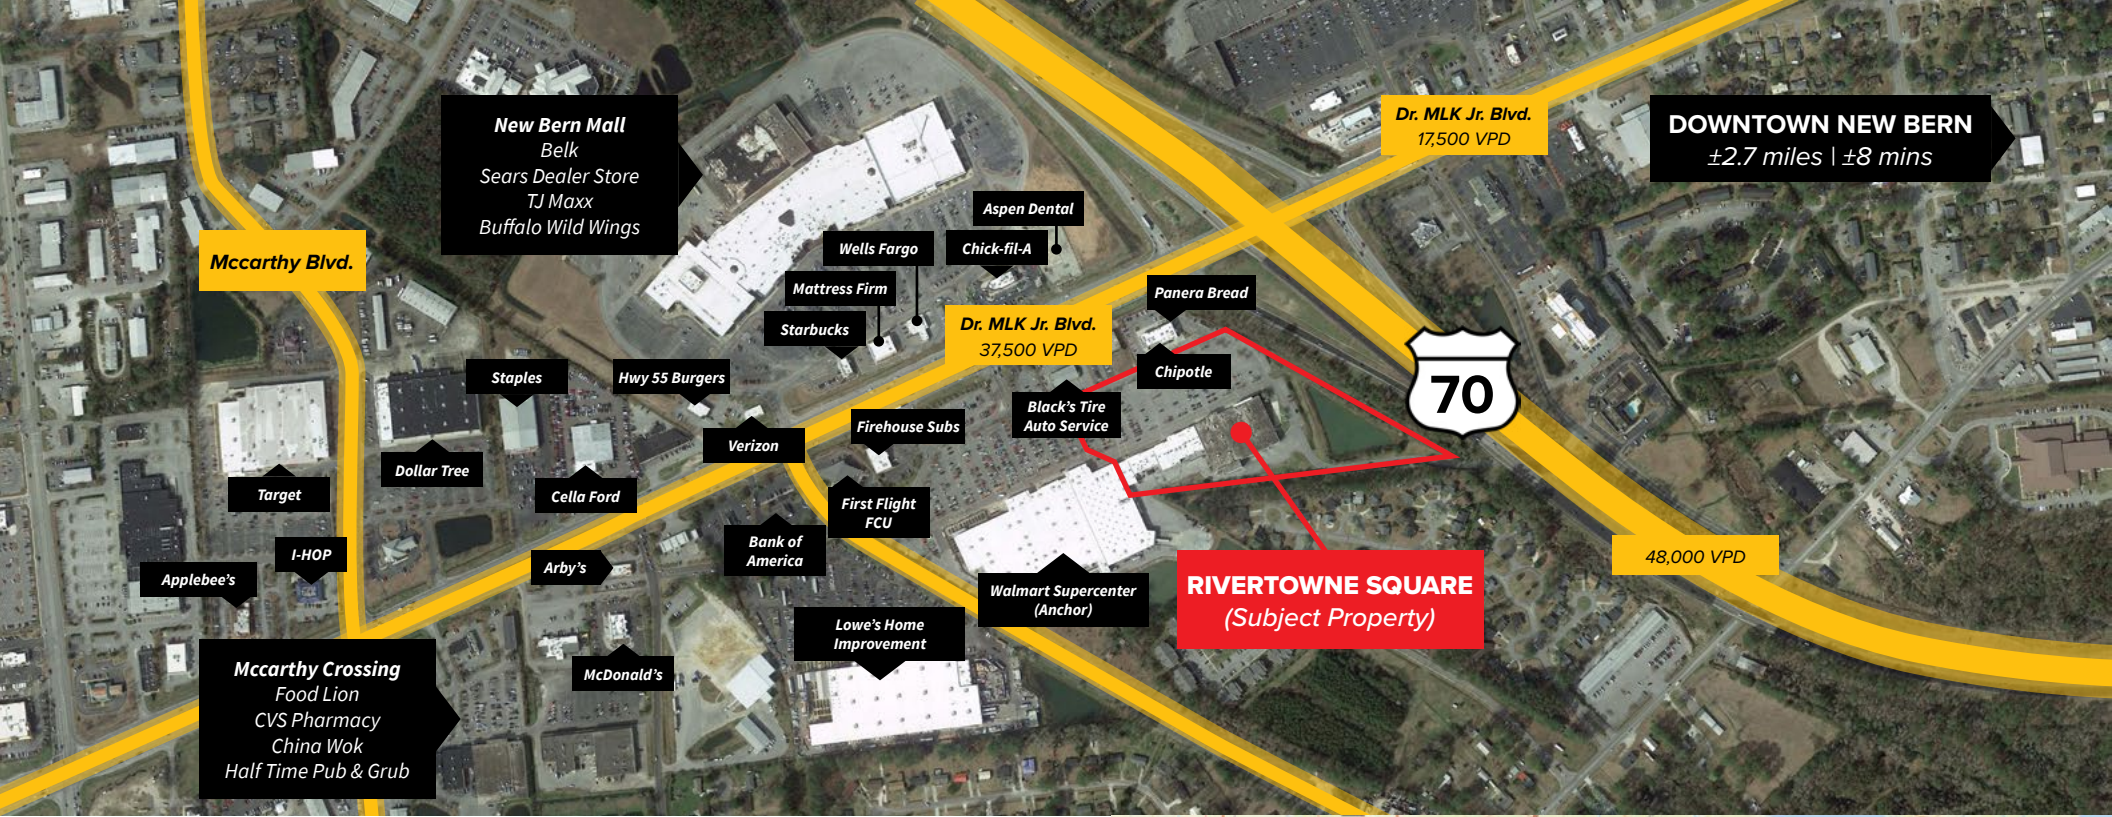 Dr. MLK Jr. Blvd.
17,500 VPD
DOWNTOWN NEW BERN
±2.7 miles | ±8 mins
New Bern Mall
Belk
Sears Dealer Store
TJ Maxx
Buffalo Wild Wings
Mccarthy Blvd.
Aspen Dental
Wells Fargo
Chick-fil-A
Mattress Firm
Starbucks
Panera Bread
Dr. MLK Jr. Blvd.
37,500 VPD
Chipotle
Staples
Hwy 55 Burgers
70
Black's Tire
Auto Service
Firehouse Subs
Verizon
Dollar Tree
Target
Cella Ford
First Flight
FCU
Bank of
America
I-HOP
Arby's
Applebee's
48,000 VPD
Walmart Supercenter
(Anchor)
RIVERTOWNE SQUARE
(Subject Property)
Lowe's Home
Improvement
McDonald's
Mccarthy Crossing
Food Lion
CVS Pharmacy
China Wok
Half Time Pub & Grub